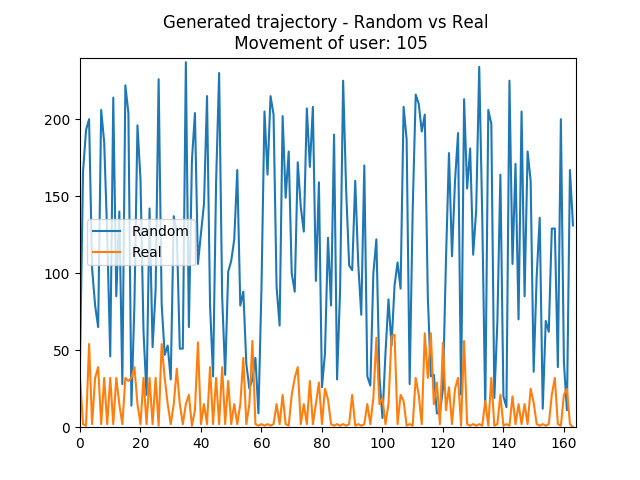 Generated trajectory - Random vs Real
Movement of user: 105
200
150
100
50
0
Random
Real
0 20 40 60 80 100 120 140 160